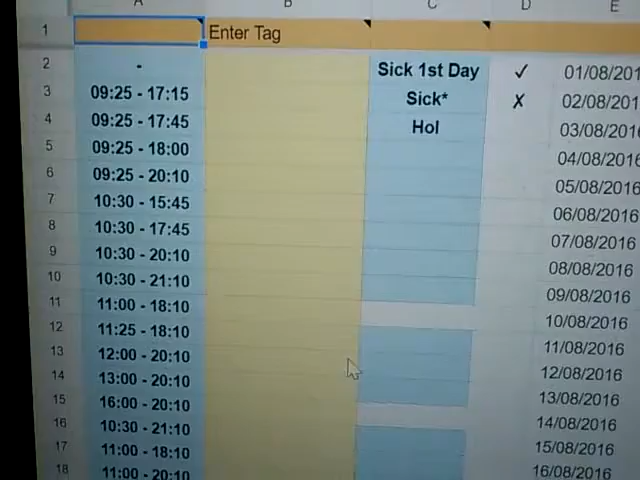 A B C D E
1 Enter Tag
2 - Sick 1st Day ✓ 01/08/201
3 09:25 - 17:15 Sick* ✗ 02/08/201
4 09:25 - 17:45 Hol 03/08/201
5 09:25 - 18:00 04/08/2016
6 09:25 - 20:10 05/08/2016
7 10:30 - 15:45 06/08/2016
8 10:30 - 17:45 07/08/2016
9 10:30 - 20:10 08/08/2016
10 10:30 - 21:10 09/08/2016
11 11:00 - 18:10 10/08/2016
12 11:25 - 18:10 11/08/2016
13 12:00 - 20:10 12/08/2016
14 13:00 - 20:10 13/08/2016
15 16:00 - 20:10 14/08/2016
16 10:30 - 21:10 15/08/2016
17 11:00 - 18:10 16/08/2016
18 11:00 - 20:10